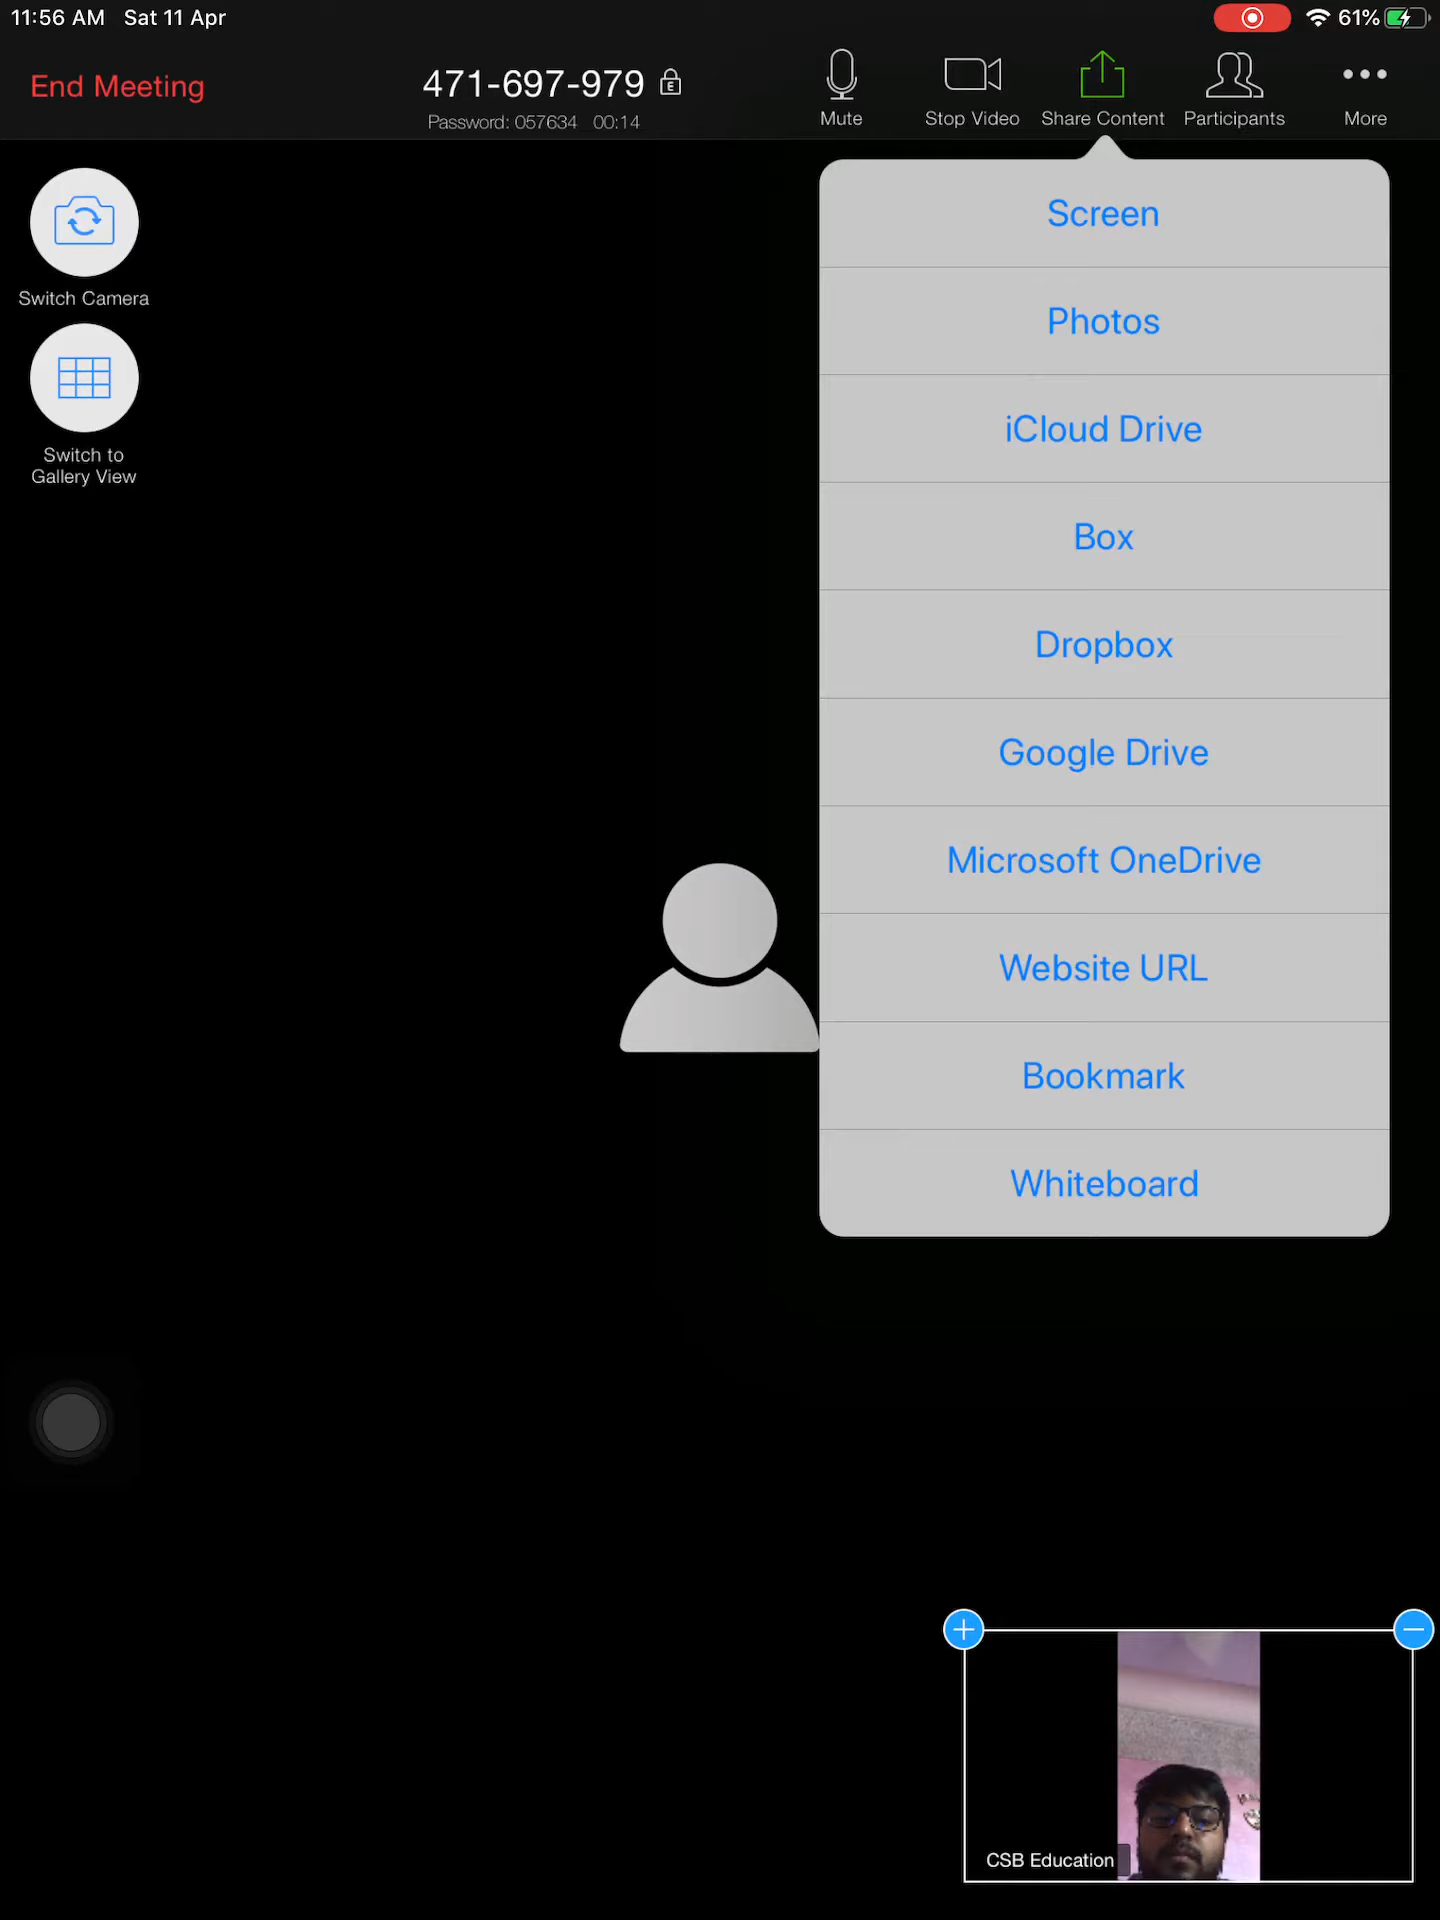 11:56 AM Sat 11 Apr
61%
End Meeting
471-697-979
Password: 057634 00:14
Mute
Stop Video
Share Content
Participants
More
Switch Camera
Switch to
Gallery View
Screen
Photos
iCloud Drive
Box
Dropbox
Google Drive
Microsoft OneDrive
Website URL
Bookmark
Whiteboard
CSB Education